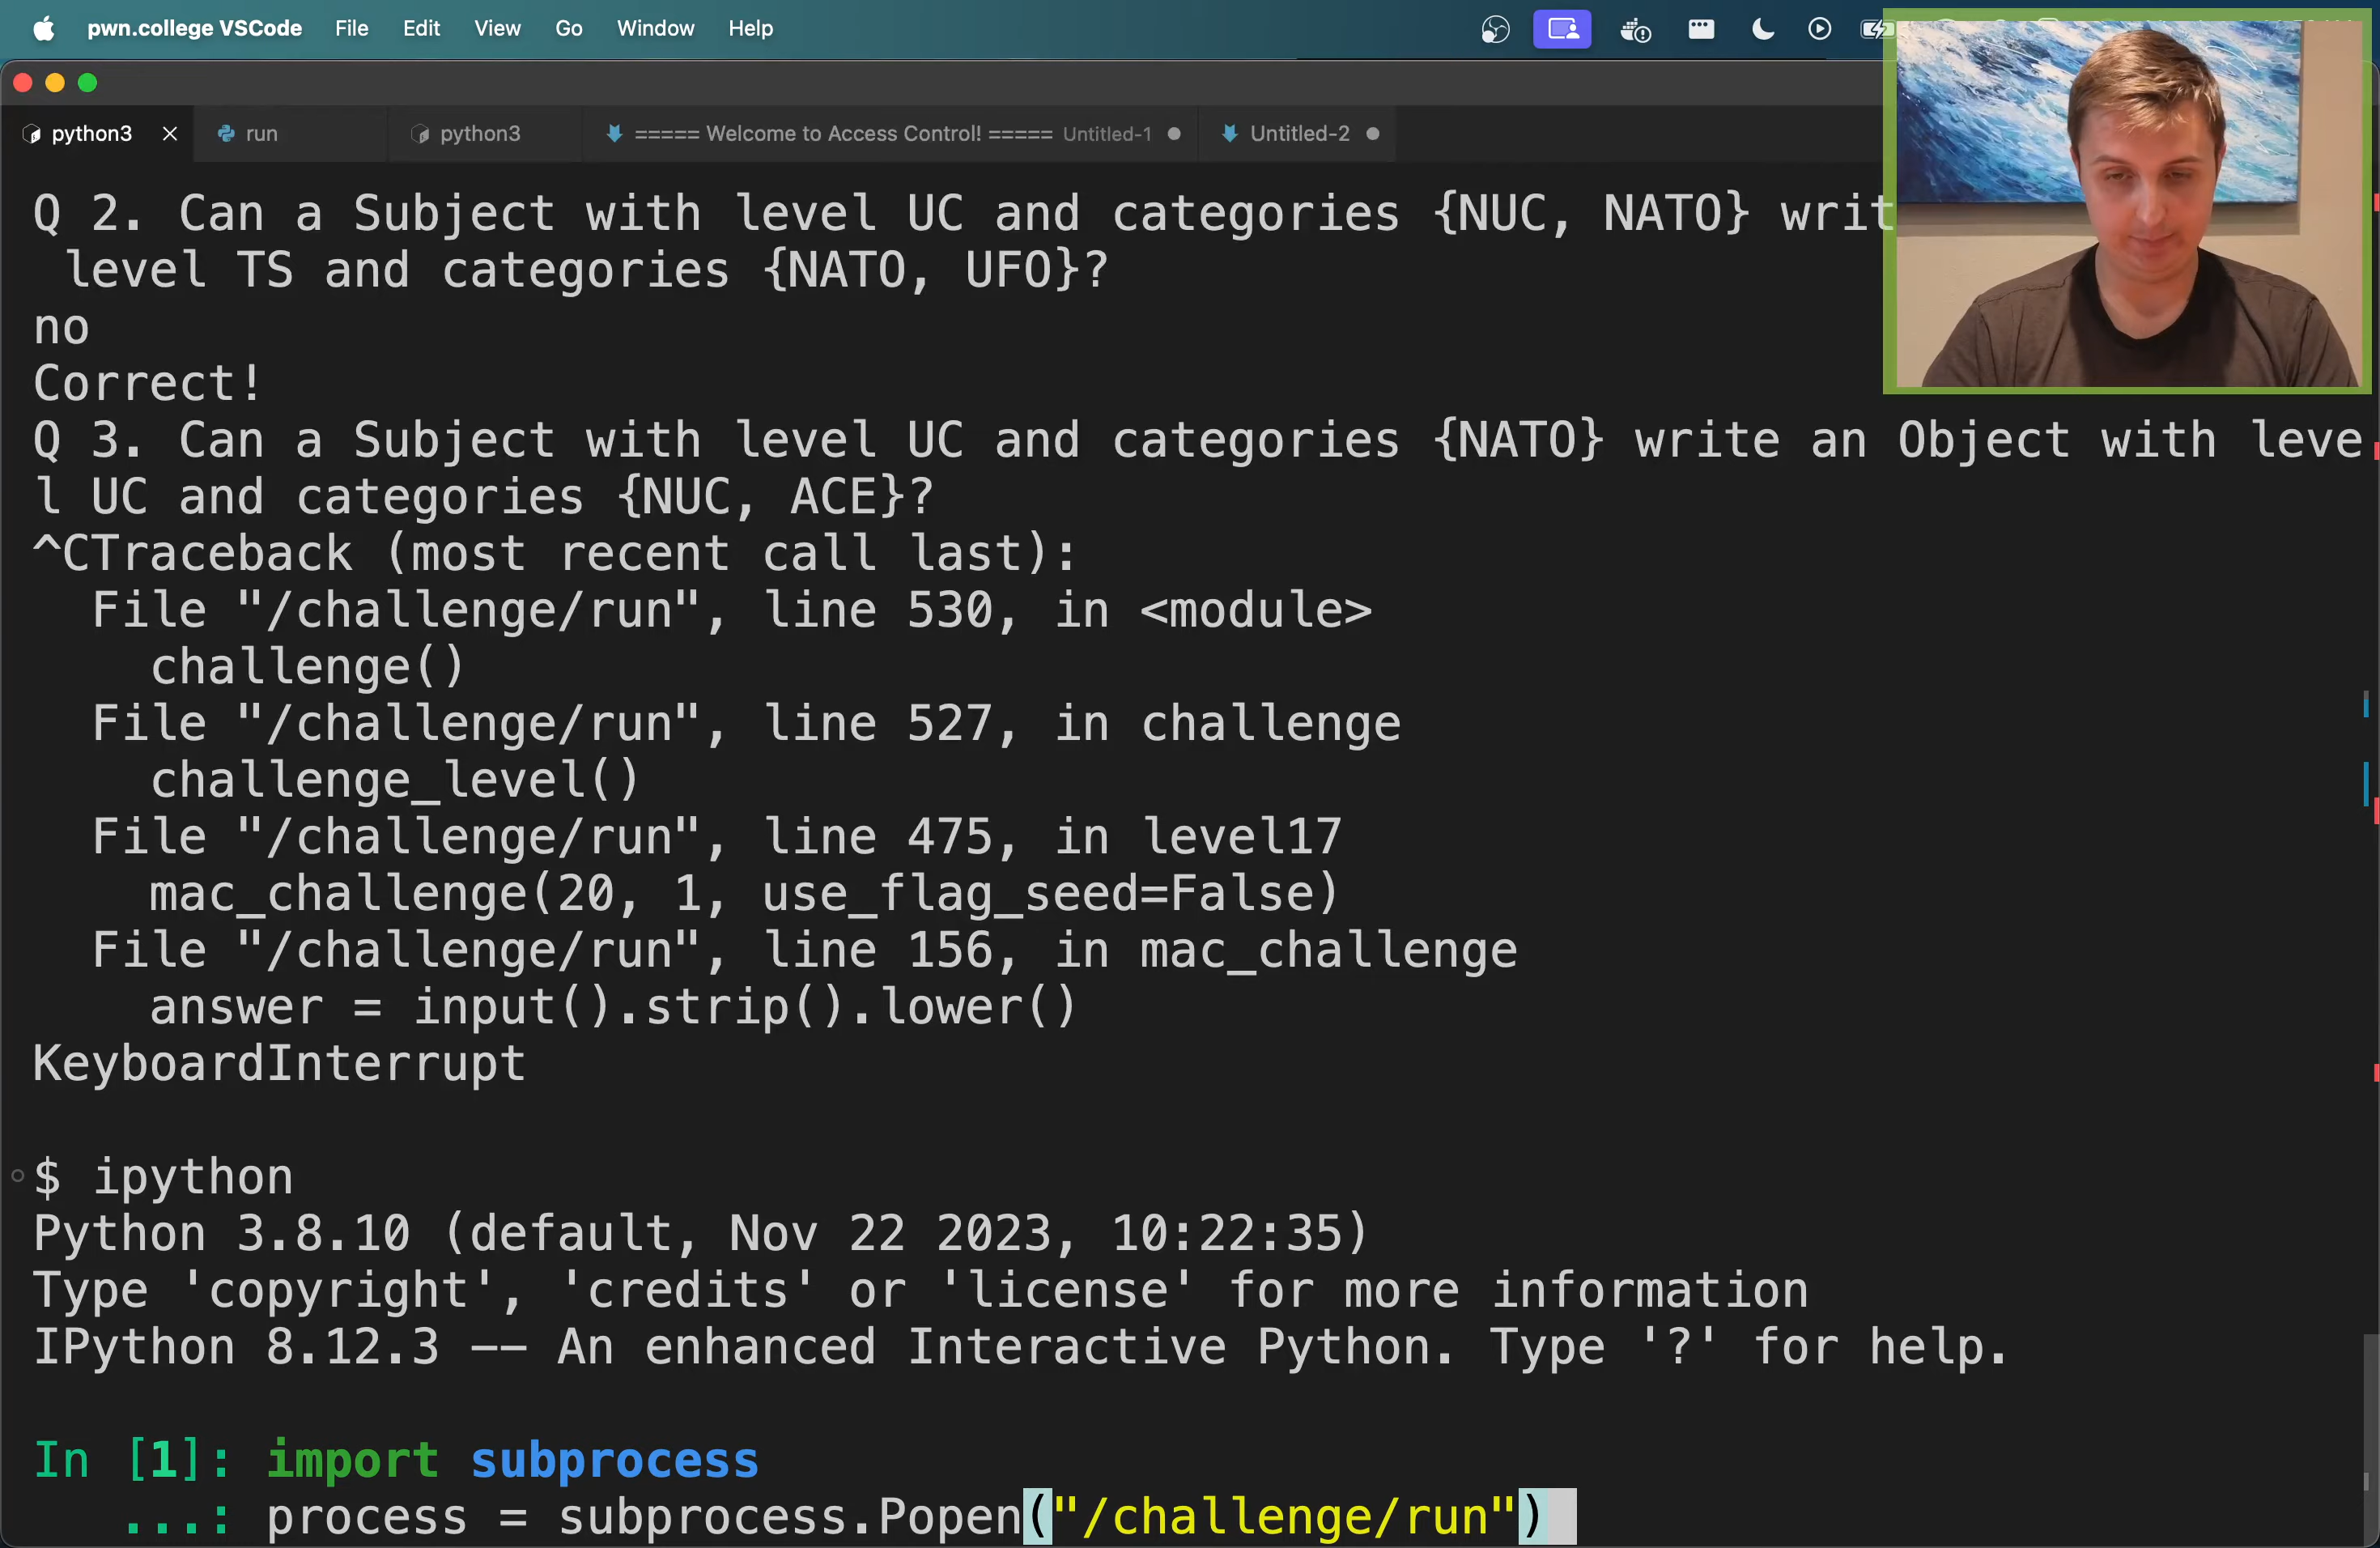 pwn.college VSCode File Edit View Go Window Help
python3 run python3 ===== Welcome to Access Control! ===== Untitled-1 Untitled-2
Q 2. Can a Subject with level UC and categories {NUC, NATO} writ
level TS and categories {NATO, UFO}?
no
Correct!
Q 3. Can a Subject with level UC and categories {NATO} write an Object with leve
l UC and categories {NUC, ACE}?
^CTraceback (most recent call last):
File "/challenge/run", line 530, in <module>
challenge()
File "/challenge/run", line 527, in challenge
challenge_level()
File "/challenge/run", line 475, in level17
mac_challenge(20, 1, use_flag_seed=False)
File "/challenge/run", line 156, in mac_challenge
answer = input().strip().lower()
KeyboardInterrupt
$ ipython
Python 3.8.10 (default, Nov 22 2023, 10:22:35)
Type 'copyright', 'credits' or 'license' for more information
IPython 8.12.3 -- An enhanced Interactive Python. Type '?' for help.
In [1]: import subprocess
...: process = subprocess.Popen("/challenge/run")